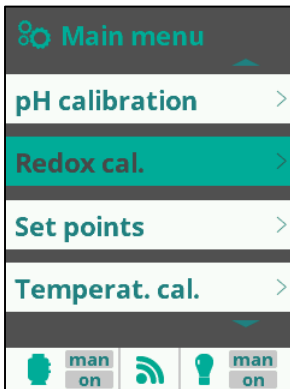 Main menu
pH calibration
Redox cal.
Set points
Temperat. cal.
man man
on on